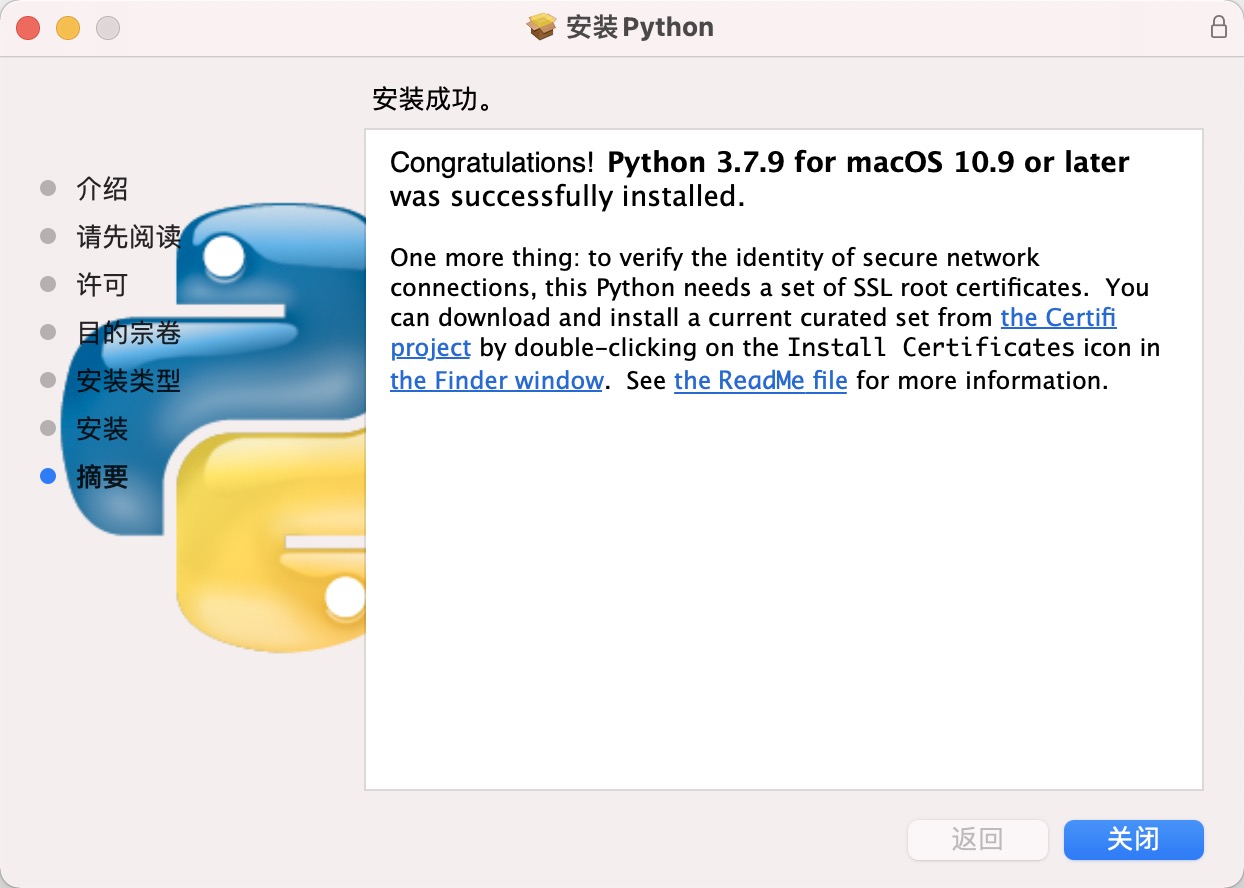 安装Python
安装成功。
介绍
请先阅读
许可
目的宗卷
安装类型
安装
摘要
Congratulations! Python 3.7.9 for macOS 10.9 or later
was successfully installed.
One more thing: to verify the identity of secure network
connections, this Python needs a set of SSL root certificates.  You
can download and install a current curated set from the Certifi
project by double-clicking on the Install Certificates icon in
the Finder window.  See the ReadMe file for more information.
返回
关闭